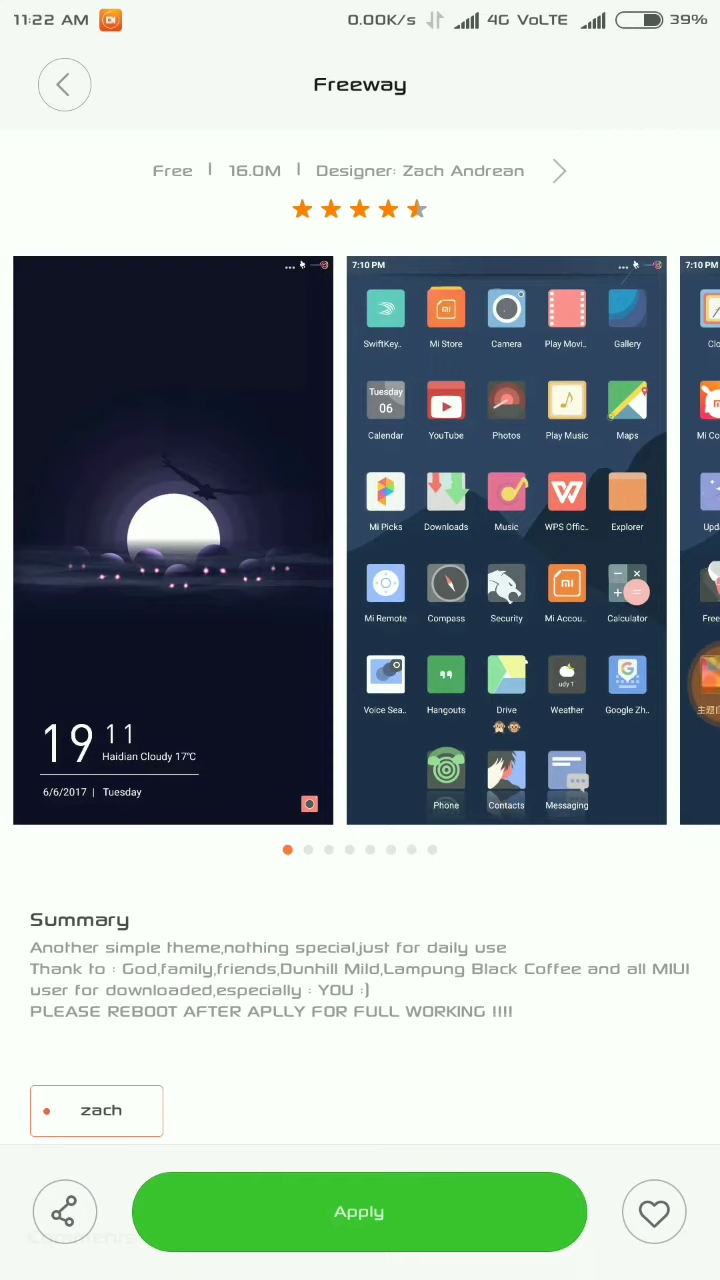 11:22 AM 0.00K/s 4G VoLTE 39%
Freeway
Free | 16.0M | Designer: Zach Andrean
7:10 PM
7:10 PM
SwiftKey.. Mi Store Camera Play Movi.. Gallery
Tuesday
06
Calendar YouTube Photos Play Music Maps
Mi Co
Mi Picks Downloads Music WPS Offic.. Explorer
Upd
Mi Remote Compass Security Mi Accou.. Calculator
Free
Voice Sea.. Hangouts Drive Weather Google Zh..
Phone Contacts Messaging
19 11
Haidian Cloudy 17℃
6/6/2017 | Tuesday
Summary
Another simple theme,nothing special,just for daily use
Thank to : God,family,friends,Dunhill Mild,Lampung Black Coffee and all MIUI
user for downloaded,especially : YOU :)
PLEASE REBOOT AFTER APLLY FOR FULL WORKING !!!!
zach
Apply
Comments